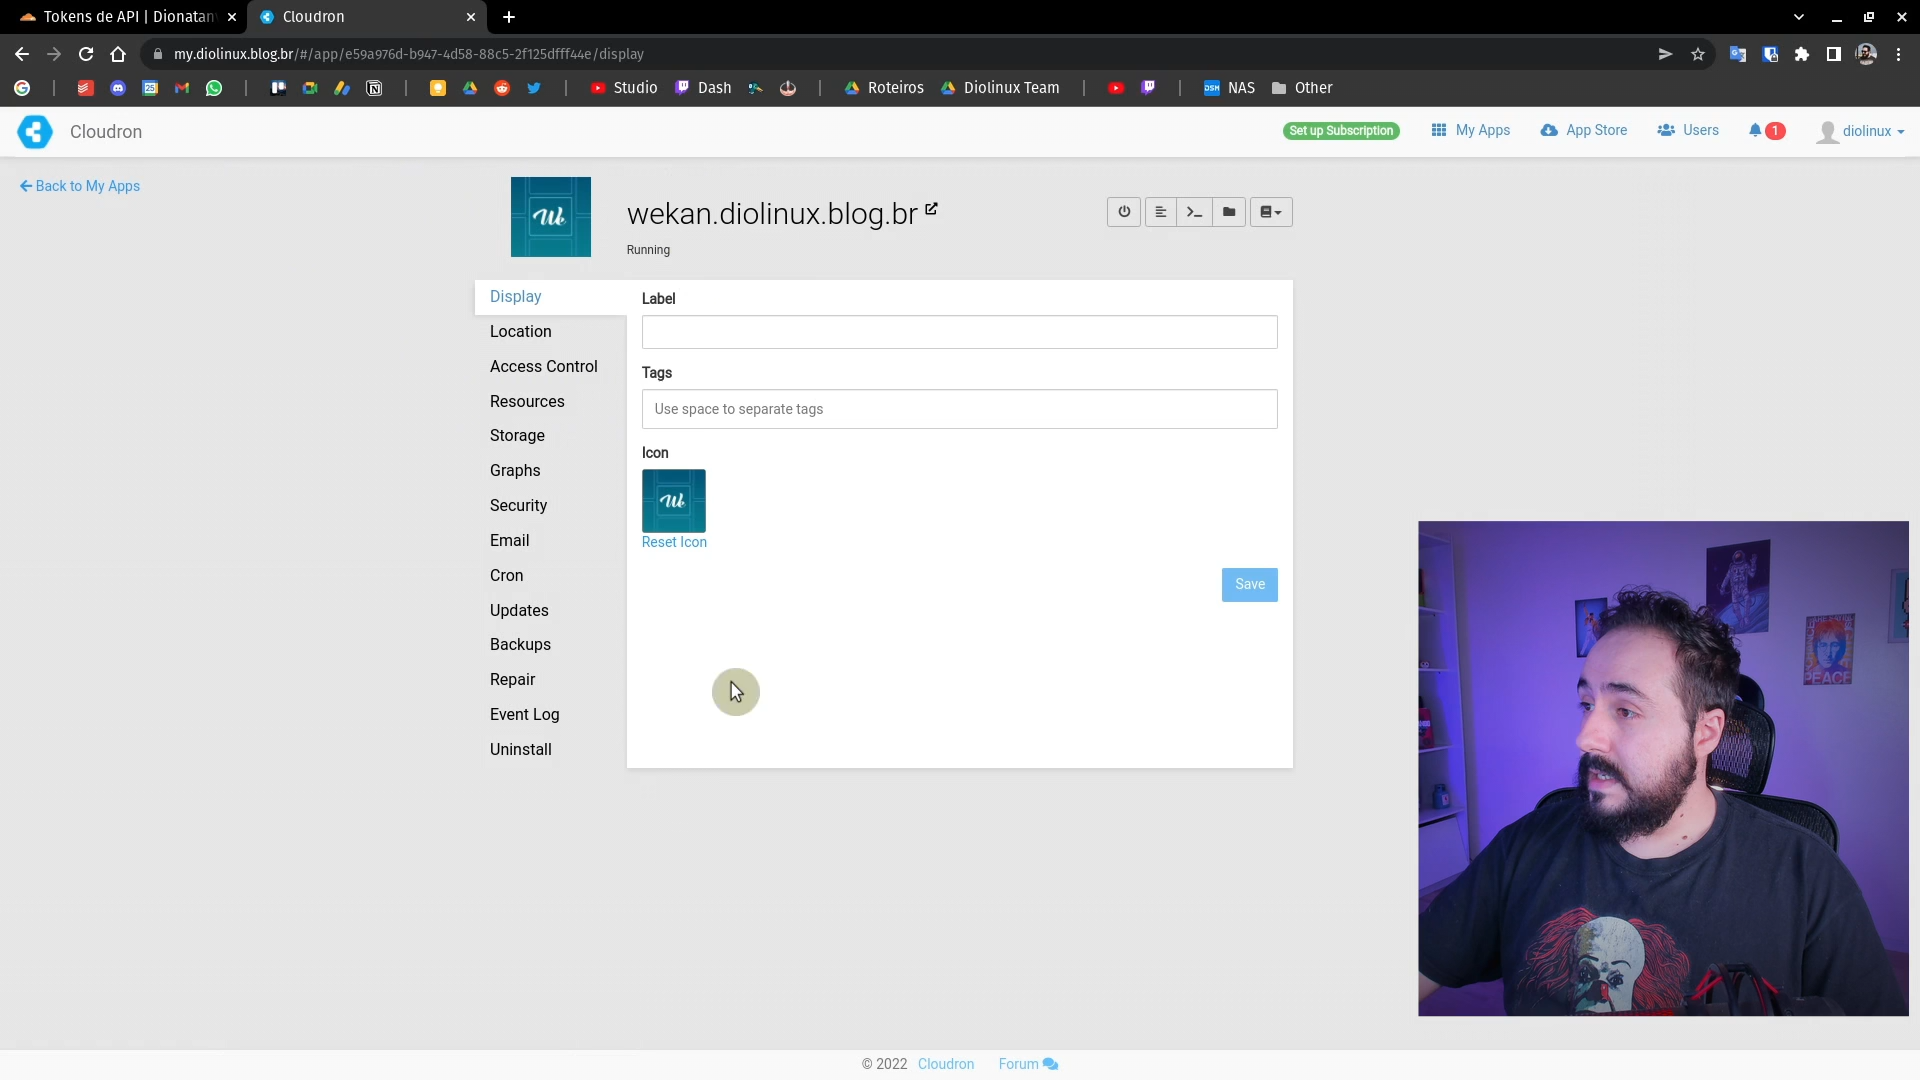 Tokens de API | Dionatan
Cloudron
my.diolinux.blog.br/#/app/e59a976d-b947-4d58-88c5-2f125dfff44e/display
Studio
Dash
Roteiros
Diolinux Team
NAS
Other
Cloudron
Set up Subscription
My Apps
App Store
Users
1
diolinux
Back to My Apps
wekan.diolinux.blog.br
Running
Display
Location
Access Control
Resources
Storage
Graphs
Security
Email
Cron
Updates
Backups
Repair
Event Log
Uninstall
Label
Tags
Use space to separate tags
Icon
Reset Icon
Save
PEACE
© 2022 Cloudron Forum